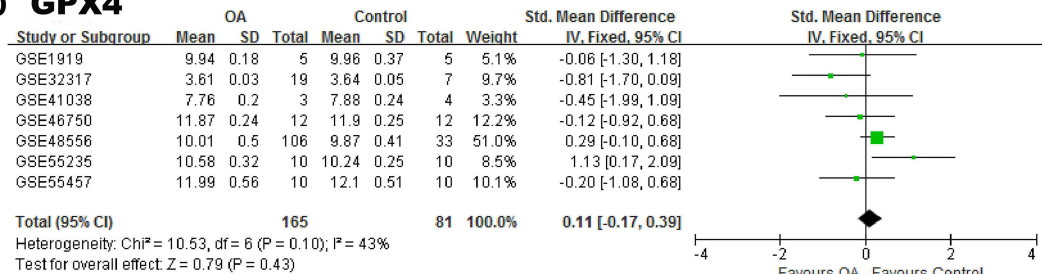 GPX4
OA Control Std. Mean Difference Std. Mean Difference
Study or Subgroup Mean SD Total Mean SD Total Weight IV, Fixed, 95% CI IV, Fixed, 95% CI
GSE1919 9.94 0.18 5 9.96 0.37 5 5.1% -0.06 [-1.30, 1.18]
GSE32317 3.61 0.03 19 3.64 0.05 7 9.7% -0.81 [-1.70, 0.09]
GSE41038 7.76 0.2 3 7.88 0.24 4 3.3% -0.45 [-1.99, 1.09]
GSE46750 11.87 0.24 12 11.9 0.25 12 12.2% -0.12 [-0.92, 0.68]
GSE48556 10.01 0.5 106 9.87 0.41 33 51.0% 0.29 [-0.10, 0.68]
GSE55235 10.58 0.32 10 10.24 0.25 10 8.5% 1.13 [0.17, 2.09]
GSE55457 11.99 0.56 10 12.1 0.51 10 10.1% -0.20 [-1.08, 0.68]
Total (95% CI) 165 81 100.0% 0.11 [-0.17, 0.39]
Heterogeneity: Chi² = 10.53, df = 6 (P = 0.10); I² = 43%
Test for overall effect: Z = 0.79 (P = 0.43)
-4 -2 0 2 4
Favours OA Favours Control